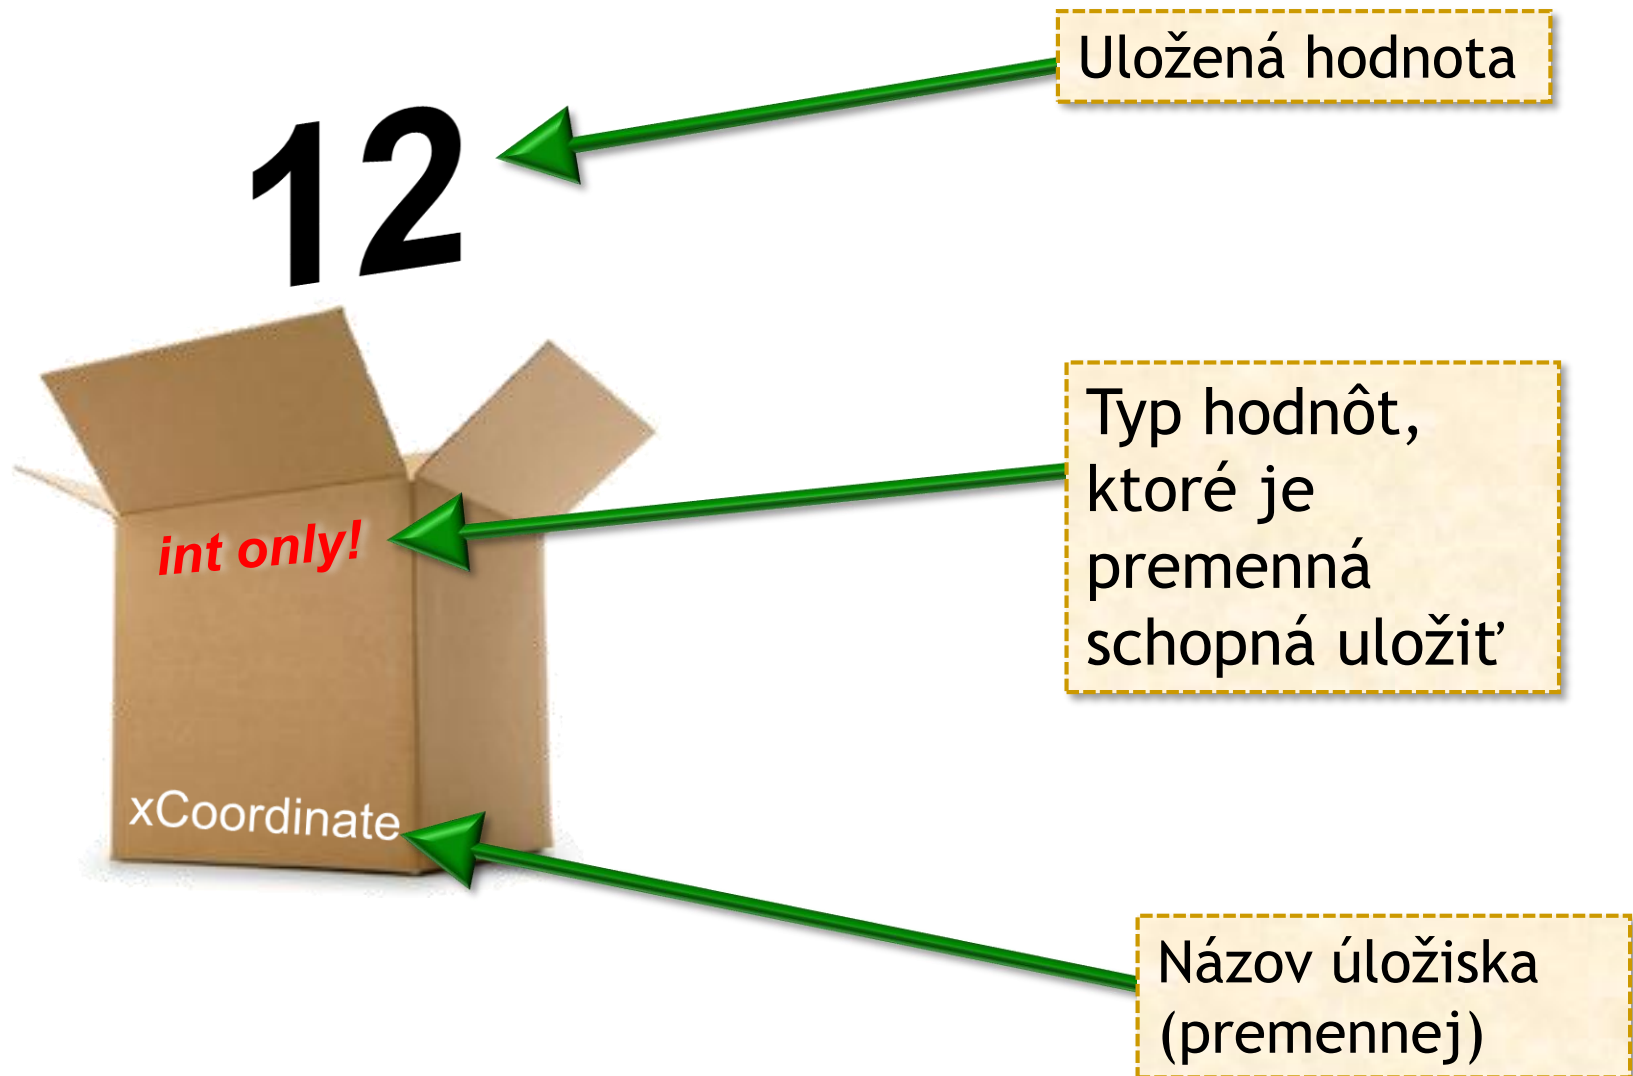 Uložená hodnota
12
Typ hodnôt,
ktoré je
premenná
schopná uložiť
int only!
xCoordinate
Názov úložiska
(premennej)